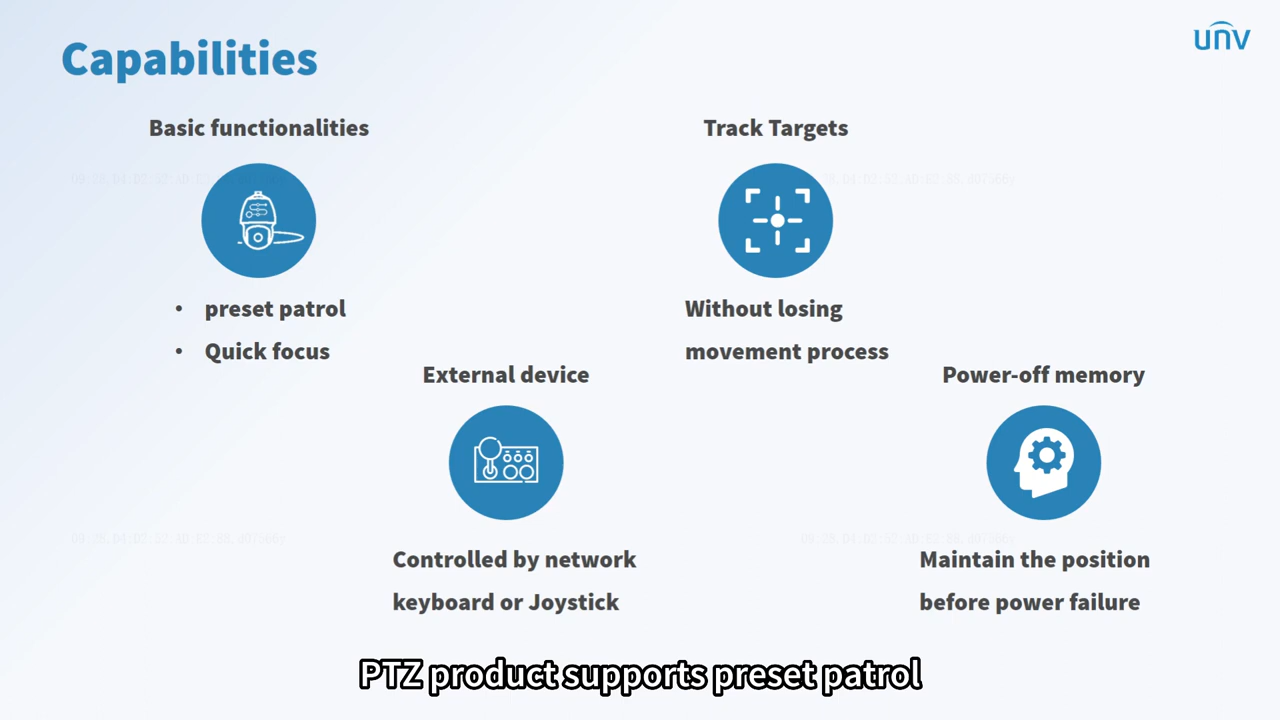 Capabilities
unv
Basic functionalities
• preset patrol
• Quick focus
Track Targets
Without losing
movement process
External device
Controlled by network
keyboard or Joystick
Power-off memory
Maintain the position
before power failure
PTZ product supports preset patrol